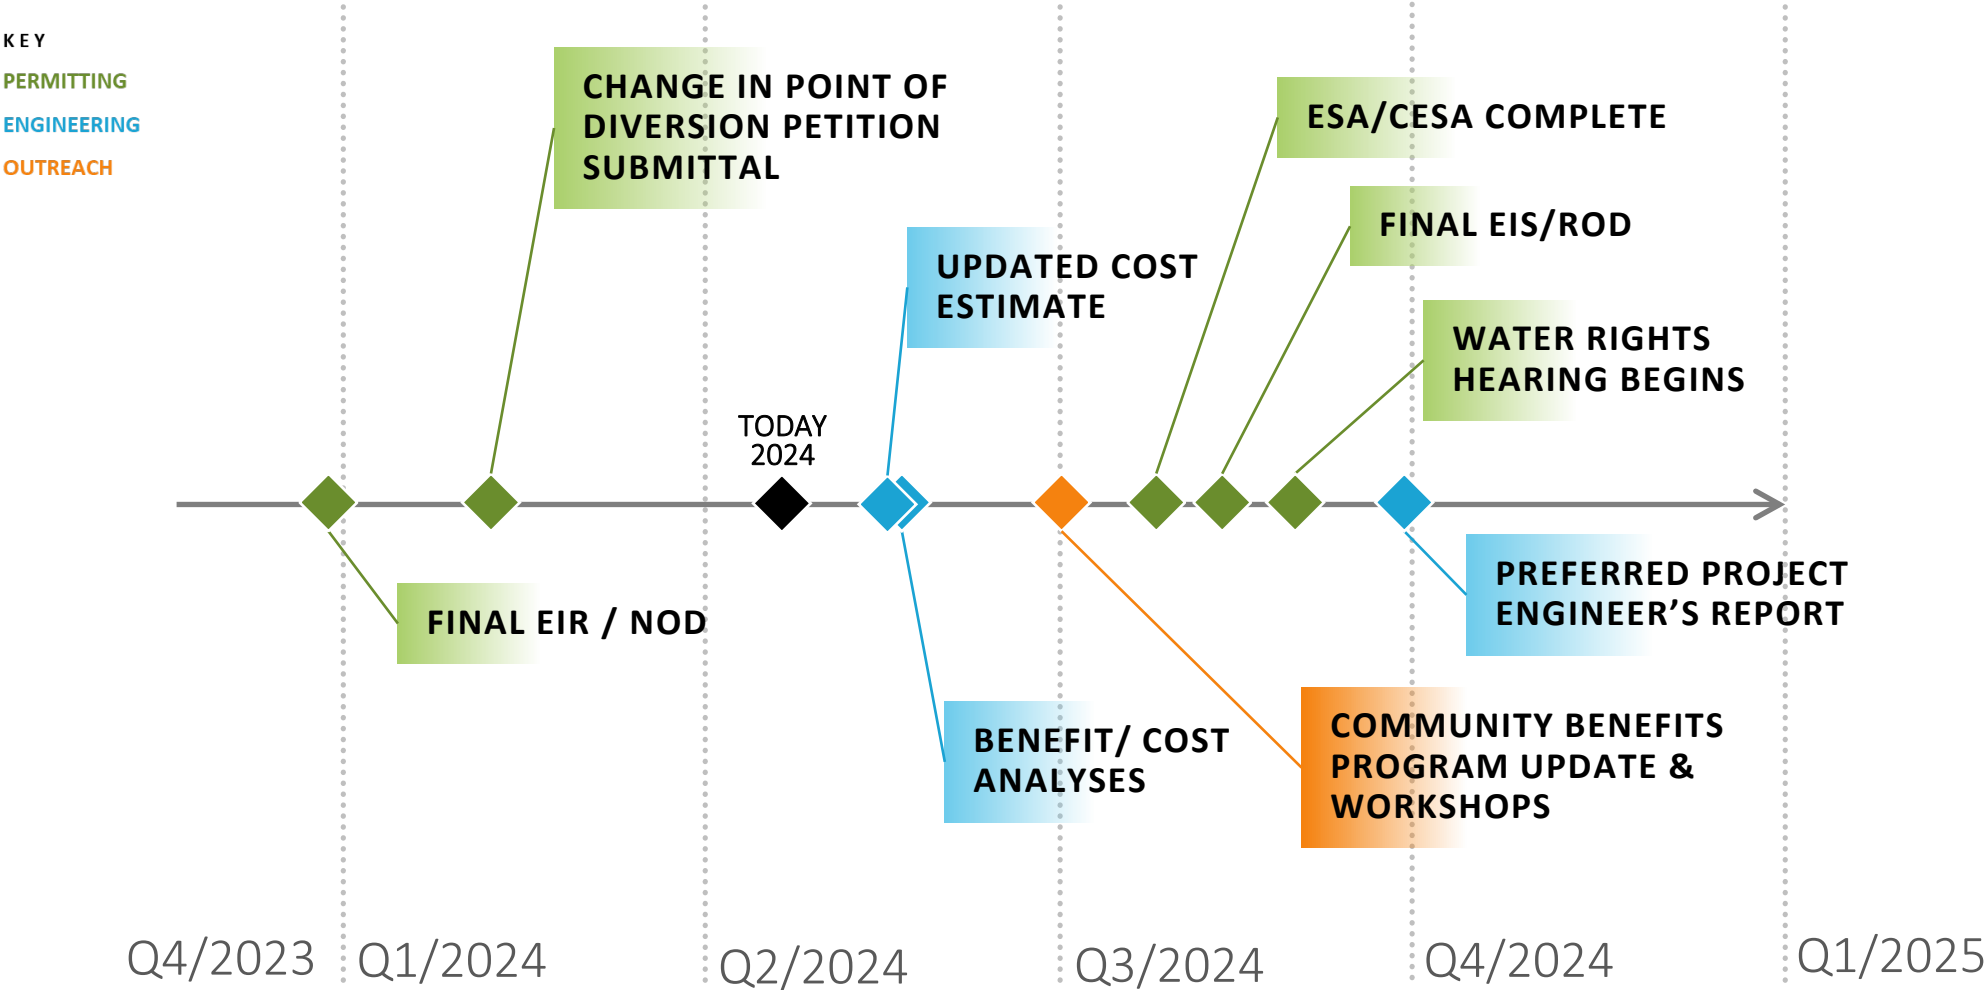 KEY
PERMITTING
ENGINEERING
OUTREACH
CHANGE IN POINT OF
DIVERSION PETITION
SUBMITTAL
ESA/CESA COMPLETE
FINAL EIS/ROD
UPDATED COST
ESTIMATE
WATER RIGHTS
HEARING BEGINS
TODAY
2024
FINAL EIR / NOD
PREFERRED PROJECT
ENGINEER’S REPORT
BENEFIT/ COST
ANALYSES
COMMUNITY BENEFITS
PROGRAM UPDATE &
WORKSHOPS
Q4/2023
Q1/2024
Q2/2024
Q3/2024
Q4/2024
Q1/2025